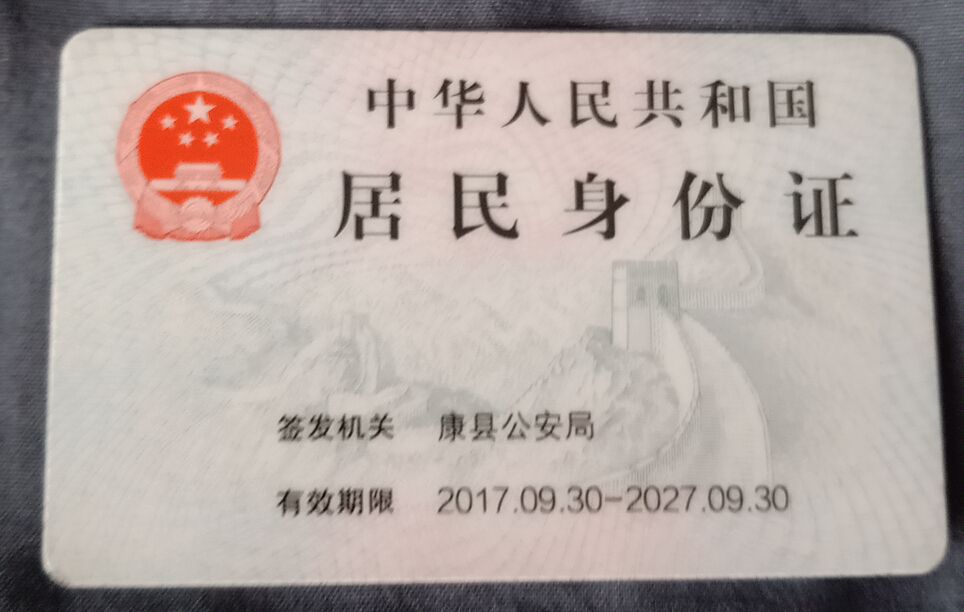 中华人民共和国
居民身份证
签发机关 康县公安局
有效期限 2017.09.30-2027.09.30